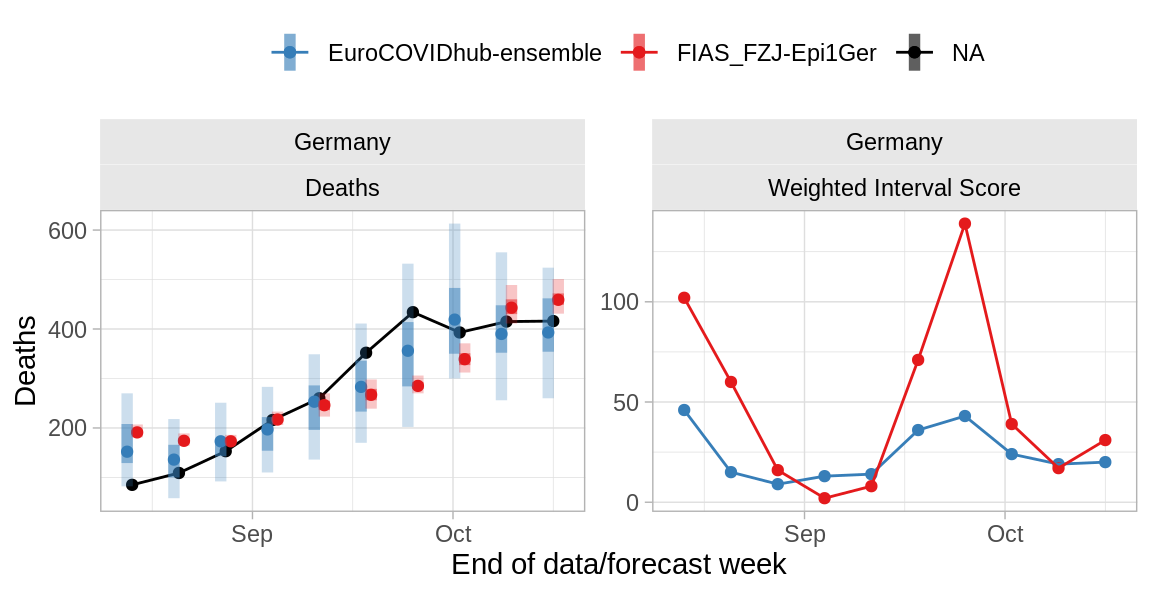 EuroCOVIDhub-ensemble FIAS_FZJ-Epi1Ger NA
Germany Germany
Deaths Weighted Interval Score
600
400
200
Deaths
100
50
0
Sep Oct Sep Oct
End of data/forecast week